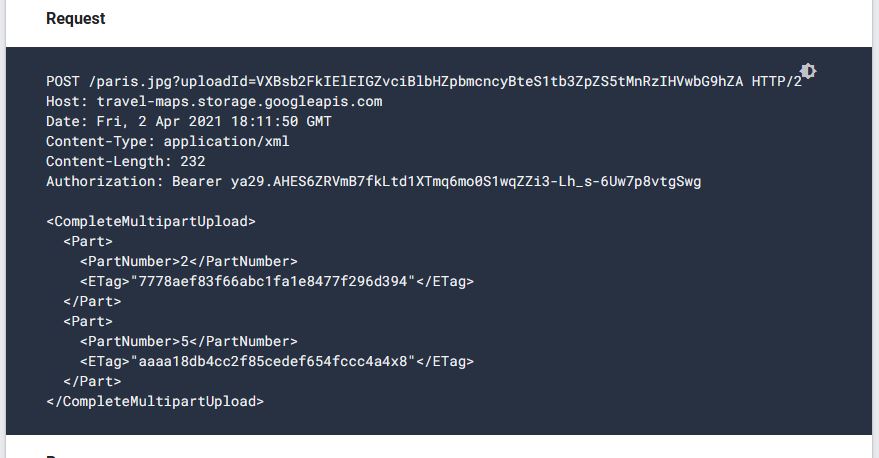 Request
POST /paris.jpg?uploadId=VXBsb2FkIElEIGZvciBlbHZpbmcncyBteS1tb3ZpZS5tMnRzIHVwbG9hZA HTTP/2
Host: travel-maps.storage.googleapis.com
Date: Fri, 2 Apr 2021 18:11:50 GMT
Content-Type: application/xml
Content-Length: 232
Authorization: Bearer ya29.AHES6ZRVmB7fkLtd1XTmq6mo0S1wqZZi3-Lh_s-6Uw7p8vtgSwg
<CompleteMultipartUpload>
<Part>
<PartNumber>2</PartNumber>
<ETag>"7778aef83f66abc1fa1e8477f296d394"</ETag>
</Part>
<Part>
<PartNumber>5</PartNumber>
<ETag>"aaaa18db4cc2f85cedef654fccc4a4x8"</ETag>
</Part>
</CompleteMultipartUpload>